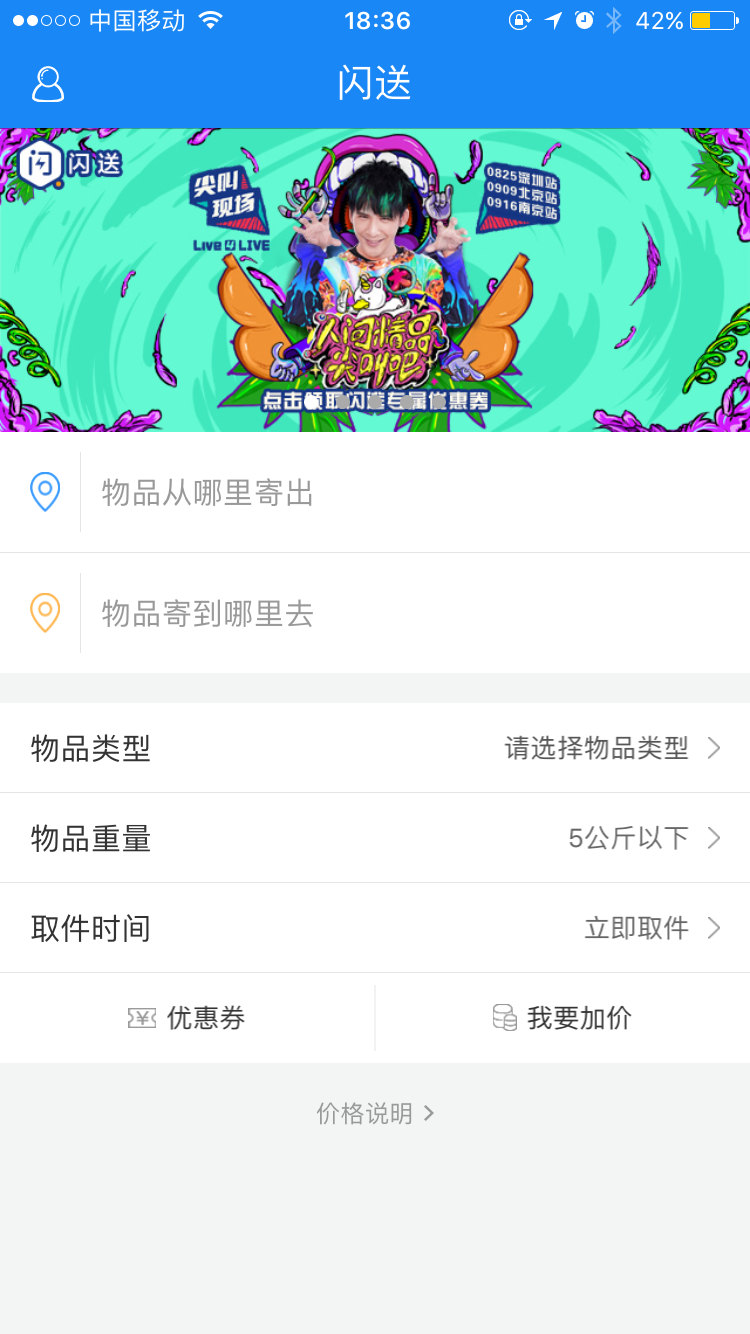 中国移动
18:36
42%
闪送
闪 闪送
尖叫
现场
Live LIVE
0825深圳站
0909北京站
0916南京站
人间精品
尖叫吧
点击领取闪送专属优惠券
物品从哪里寄出
物品寄到哪里去
物品类型
请选择物品类型
物品重量
5公斤以下
取件时间
立即取件
优惠券
我要加价
价格说明